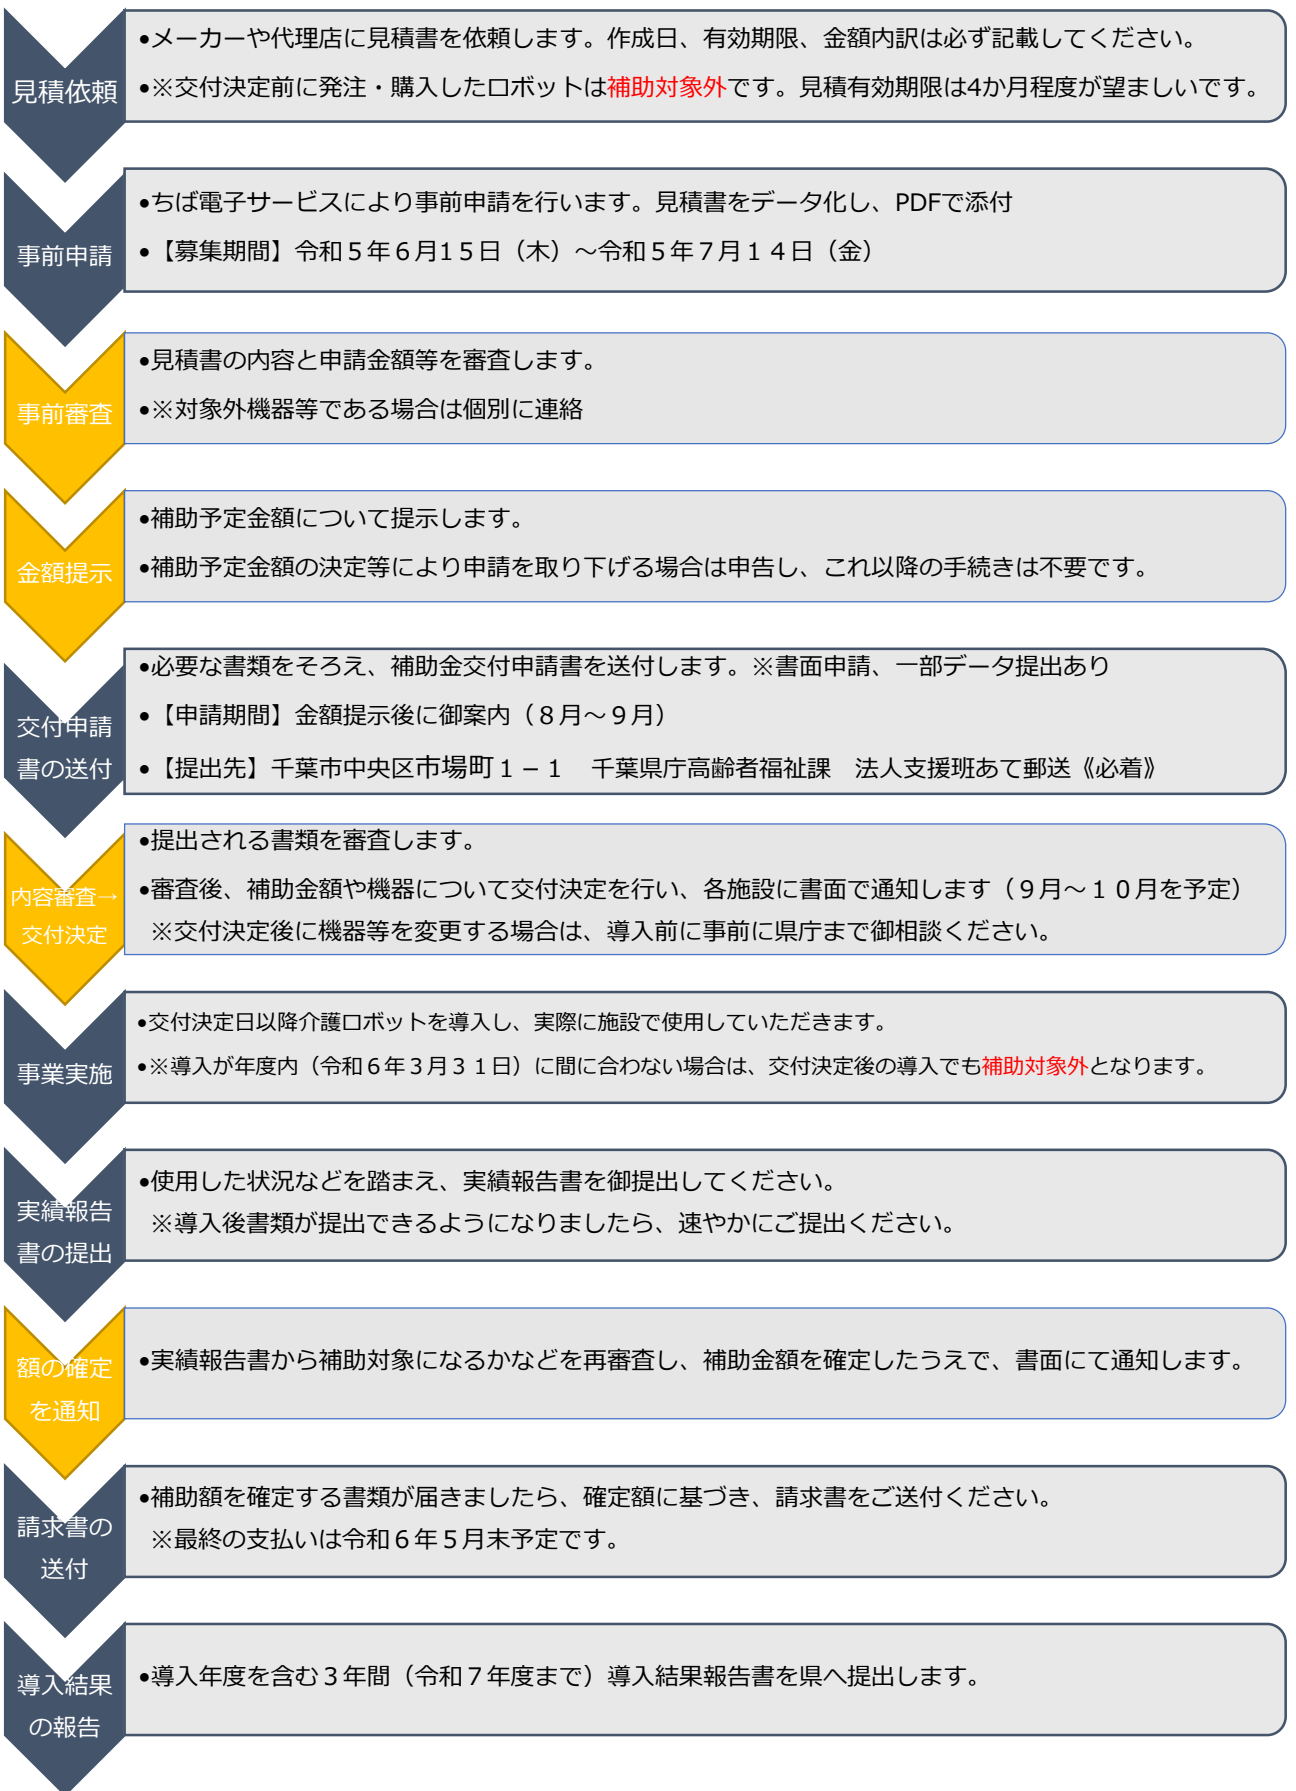 見積依頼
•メーカーや代理店に見積書を依頼します。作成日、有効期限、金額内訳は必ず記載してください。
•※交付決定前に発注・購入したロボットは補助対象外です。見積有効期限は4か月程度が望ましいです。
事前申請
•ちば電子サービスにより事前申請を行います。見積書をデータ化し、PDFで添付
•【募集期間】令和５年６月1５日（木）～令和５年７月１４日（金）
事前審査
•見積書の内容と申請金額等を審査します。
•※対象外機器等である場合は個別に連絡
金額提示
•補助予定金額について提示します。
•補助予定金額の決定等により申請を取り下げる場合は申告し、これ以降の手続きは不要です。
交付申請
書の送付
•必要な書類をそろえ、補助金交付申請書を送付します。※書面申請、一部データ提出あり
•【申請期間】金額提示後に御案内（８月～９月）
•【提出先】千葉市中央区市場町１－１　千葉県庁高齢者福祉課　法人支援班あて郵送《必着》
内容審査→
交付決定
•提出される書類を審査します。
•審査後、補助金額や機器について交付決定を行い、各施設に書面で通知します（９月～１０月を予定）
※交付決定後に機器等を変更する場合は、導入前に事前に県庁まで御相談ください。
事業実施
•交付決定日以降介護ロボットを導入し、実際に施設で使用していただきます。
•※導入が年度内（令和６年３月３１日）に間に合わない場合は、交付決定後の導入でも補助対象外となります。
実績報告
書の提出
•使用した状況などを踏まえ、実績報告書を御提出してください。
※導入後書類が提出できるようになりましたら、速やかにご提出ください。
額の確定
を通知
•実績報告書から補助対象になるかなどを再審査し、補助金額を確定したうえで、書面にて通知します。
請求書の
送付
•補助額を確定する書類が届きましたら、確定額に基づき、請求書をご送付ください。
※最終の支払いは令和６年５月末予定です。
導入結果
の報告
•導入年度を含む３年間（令和７年度まで）導入結果報告書を県へ提出します。